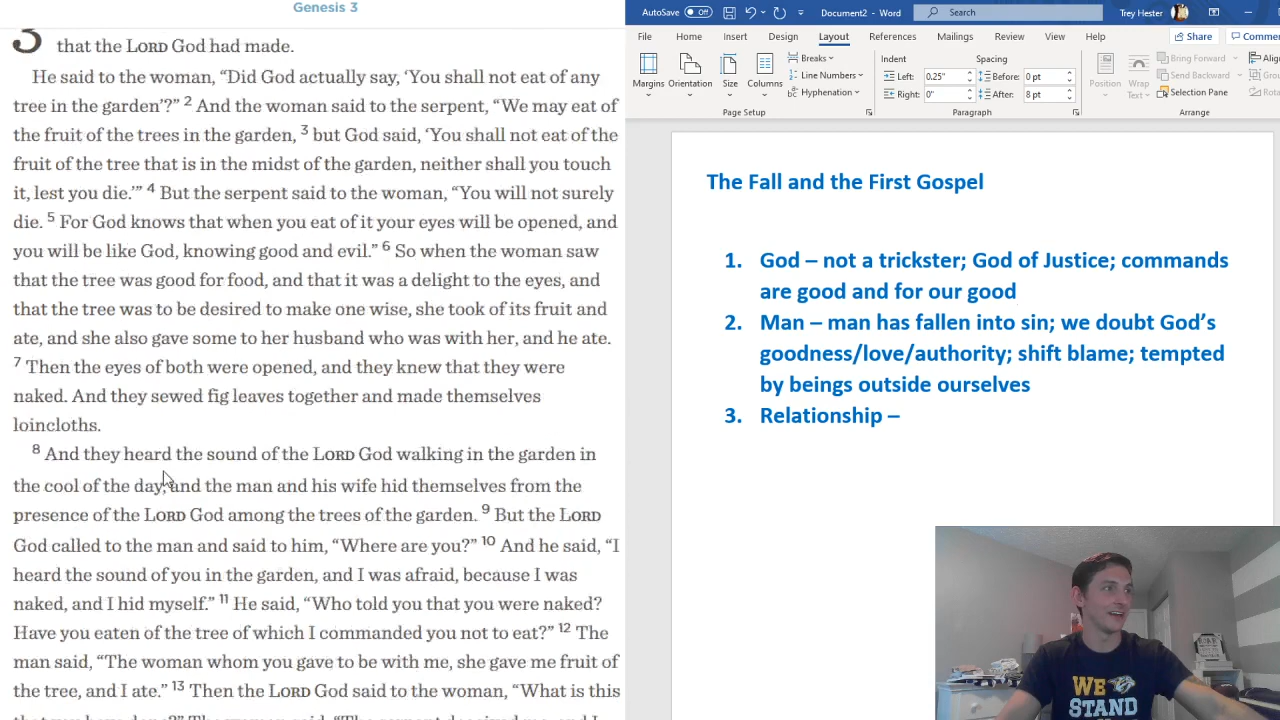 Genesis 3
3 that the LORD God had made.
He said to the woman, “Did God actually say, ‘You shall not eat of any
tree in the garden’?” 2 And the woman said to the serpent, “We may eat of
the fruit of the trees in the garden, 3 but God said, ‘You shall not eat of the
fruit of the tree that is in the midst of the garden, neither shall you touch
it, lest you die.’” 4 But the serpent said to the woman, “You will not surely
die. 5 For God knows that when you eat of it your eyes will be opened, and
you will be like God, knowing good and evil.” 6 So when the woman saw
that the tree was good for food, and that it was a delight to the eyes, and
that the tree was to be desired to make one wise, she took of its fruit and
ate, and she also gave some to her husband who was with her, and he ate.
7 Then the eyes of both were opened, and they knew that they were
naked. And they sewed fig leaves together and made themselves
loincloths.
8 And they heard the sound of the LORD God walking in the garden in
the cool of the day, and the man and his wife hid themselves from the
presence of the LORD God among the trees of the garden. 9 But the LORD
God called to the man and said to him, “Where are you?” 10 And he said, “I
heard the sound of you in the garden, and I was afraid, because I was
naked, and I hid myself.” 11 He said, “Who told you that you were naked?
Have you eaten of the tree of which I commanded you not to eat?” 12 The
man said, “The woman whom you gave to be with me, she gave me fruit of
the tree, and I ate.” 13 Then the LORD God said to the woman, “What is this
AutoSave Off Document2 - Word Search Trey Hester
File Home Insert Design Layout References Mailings Review View Help Share Comme
Margins Orientation Size Columns
Breaks
Line Numbers
Hyphenation
Page Setup
Indent Spacing
Left: 0.25" Before: 0 pt
Right: 0" After: 8 pt
Paragraph
Position Wrap Text
Bring Forward Alig
Send Backward Grou
Selection Pane Rota
Arrange
The Fall and the First Gospel
1. God – not a trickster; God of Justice; commands
are good and for our good
2. Man – man has fallen into sin; we doubt God’s
goodness/love/authority; shift blame; tempted
by beings outside ourselves
3. Relationship –
WE
STAND